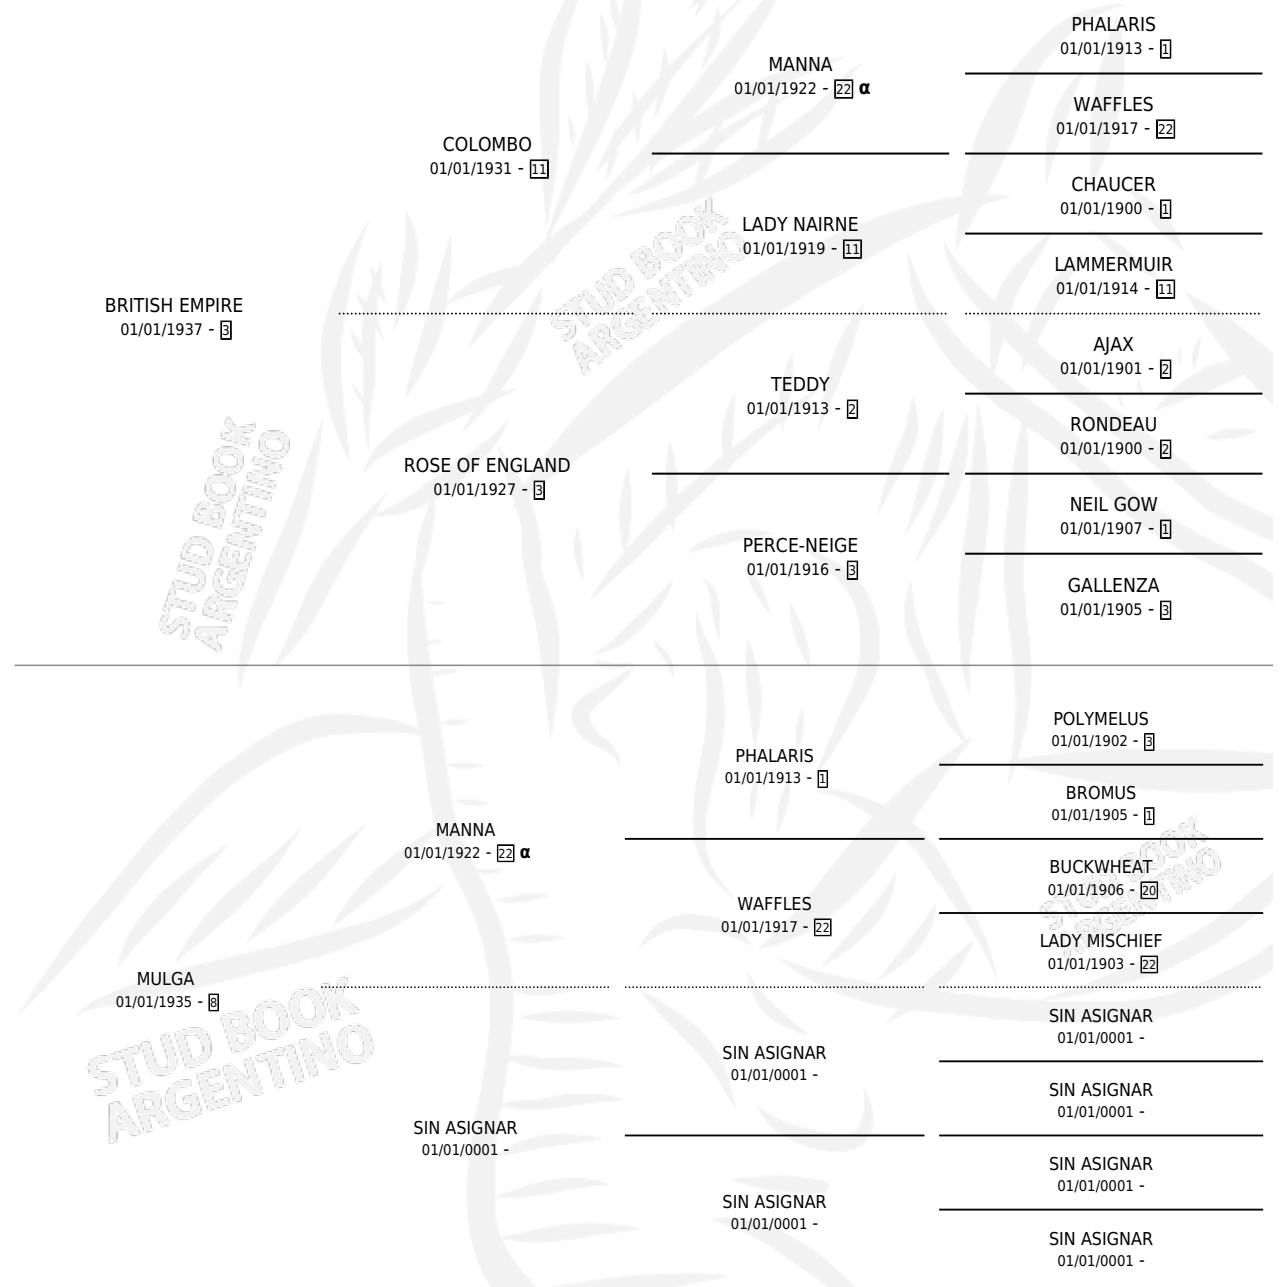 PHALARIS
01/01/1913 - 1
MANNA
01/01/1922 - 22 α
WAFFLES
01/01/1917 - 22
COLOMBO
01/01/1931 - 11
CHAUCER
01/01/1900 - 1
LADY NAIRNE
01/01/1919 - 11
LAMMERMUIR
01/01/1914 - 11
BRITISH EMPIRE
01/01/1937 - 3
AJAX
01/01/1901 - 2
TEDDY
01/01/1913 - 2
RONDEAU
01/01/1900 - 2
ROSE OF ENGLAND
01/01/1927 - 3
NEIL GOW
01/01/1907 - 1
PERCE-NEIGE
01/01/1916 - 3
GALLENZA
01/01/1905 - 3
STUD BOOK
ARGENTINO
STUD BOOK
ARGENTINO
POLYMELUS
01/01/1902 - 3
PHALARIS
01/01/1913 - 1
BROMUS
01/01/1905 - 1
MANNA
01/01/1922 - 22 α
BUCKWHEAT
01/01/1906 - 20
WAFFLES
01/01/1917 - 22
LADY MISCHIEF
01/01/1903 - 22
MULGA
01/01/1935 - 8
SIN ASIGNAR
01/01/0001 -
SIN ASIGNAR
01/01/0001 -
SIN ASIGNAR
01/01/0001 -
SIN ASIGNAR
01/01/0001 -
SIN ASIGNAR
01/01/0001 -
SIN ASIGNAR
01/01/0001 -
SIN ASIGNAR
01/01/0001 -
STUD BOOK
ARGENTINO
STUD BOOK
ARGENTINO